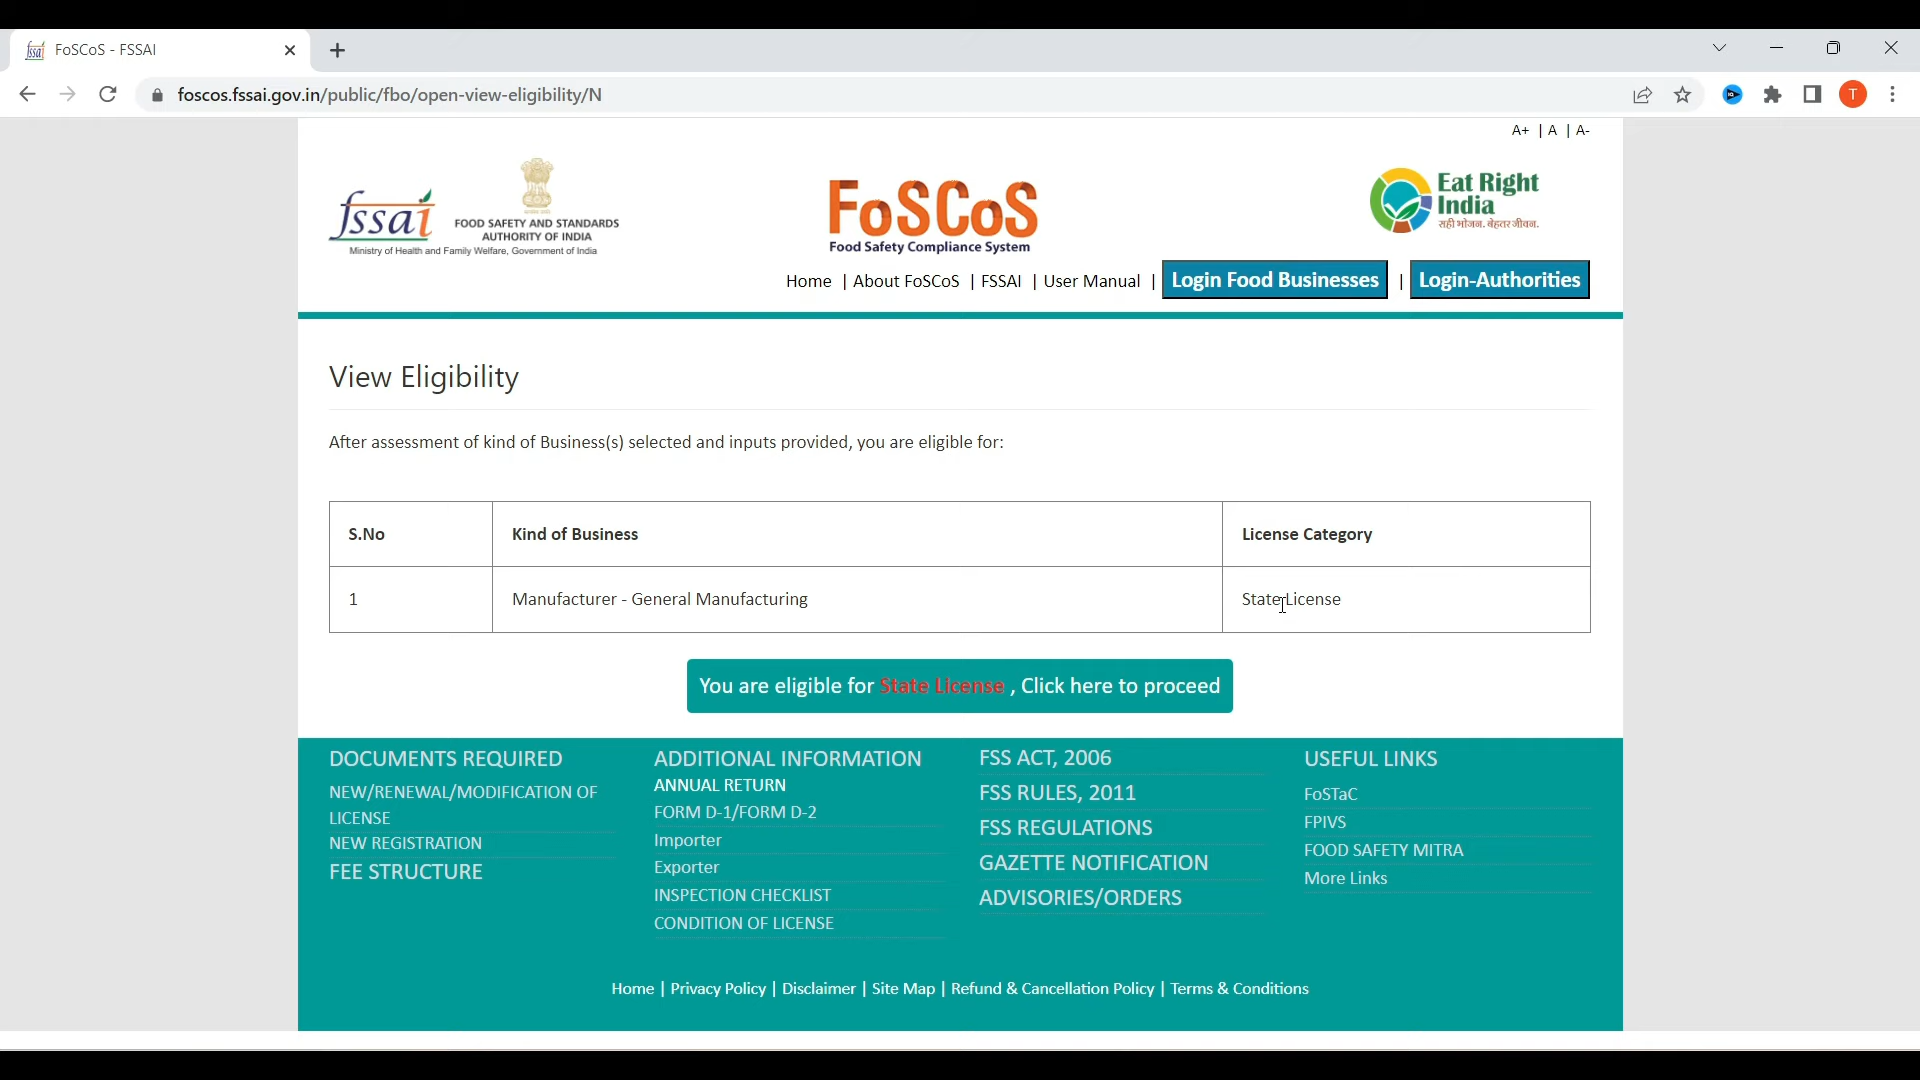 FoSCoS - FSSAI
foscos.fssai.gov.in/public/fbo/open-view-eligibility/N
T
A+ | A | A-
fssai
FOOD SAFETY AND STANDARDS
AUTHORITY OF INDIA
Ministry of Health and Family Welfare, Government of India
FoSCoS
Food Safety Compliance System
Eat Right
India
सही भोजन. बेहतर जीवन.
Home | About FoSCoS | FSSAI | User Manual | Login Food Businesses | Login-Authorities
View Eligibility
After assessment of kind of Business(s) selected and inputs provided, you are eligible for:
S.No Kind of Business License Category
1 Manufacturer - General Manufacturing State License
You are eligible for State License , Click here to proceed
DOCUMENTS REQUIRED
NEW/RENEWAL/MODIFICATION OF
LICENSE
NEW REGISTRATION
FEE STRUCTURE
ADDITIONAL INFORMATION
ANNUAL RETURN
FORM D-1/FORM D-2
Importer
Exporter
INSPECTION CHECKLIST
CONDITION OF LICENSE
FSS ACT, 2006
FSS RULES, 2011
FSS REGULATIONS
GAZETTE NOTIFICATION
ADVISORIES/ORDERS
USEFUL LINKS
FoSTaC
FPIVS
FOOD SAFETY MITRA
More Links
Home | Privacy Policy | Disclaimer | Site Map | Refund & Cancellation Policy | Terms & Conditions